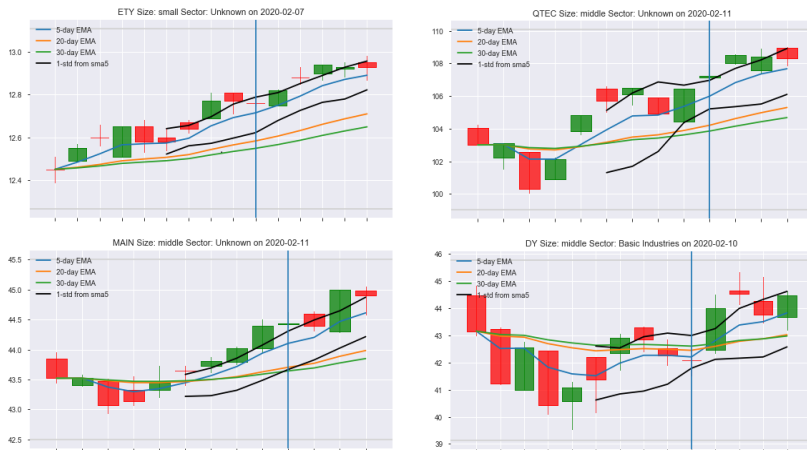 ETY Size: small Sector: Unknown on 2020-02-07
5-day EMA
20-day EMA
30-day EMA
1-std from sma5
13.0
12.8
12.6
12.4
QTEC Size: middle Sector: Unknown on 2020-02-11
5-day EMA
20-day EMA
30-day EMA
1-std from sma5
110
108
106
104
102
100
MAIN Size: middle Sector: Unknown on 2020-02-11
5-day EMA
20-day EMA
30-day EMA
1-std from sma5
45.5
45.0
44.5
44.0
43.5
43.0
42.5
DY Size: middle Sector: Basic Industries on 2020-02-10
5-day EMA
20-day EMA
30-day EMA
1-std from sma5
46
45
44
43
42
41
40
39